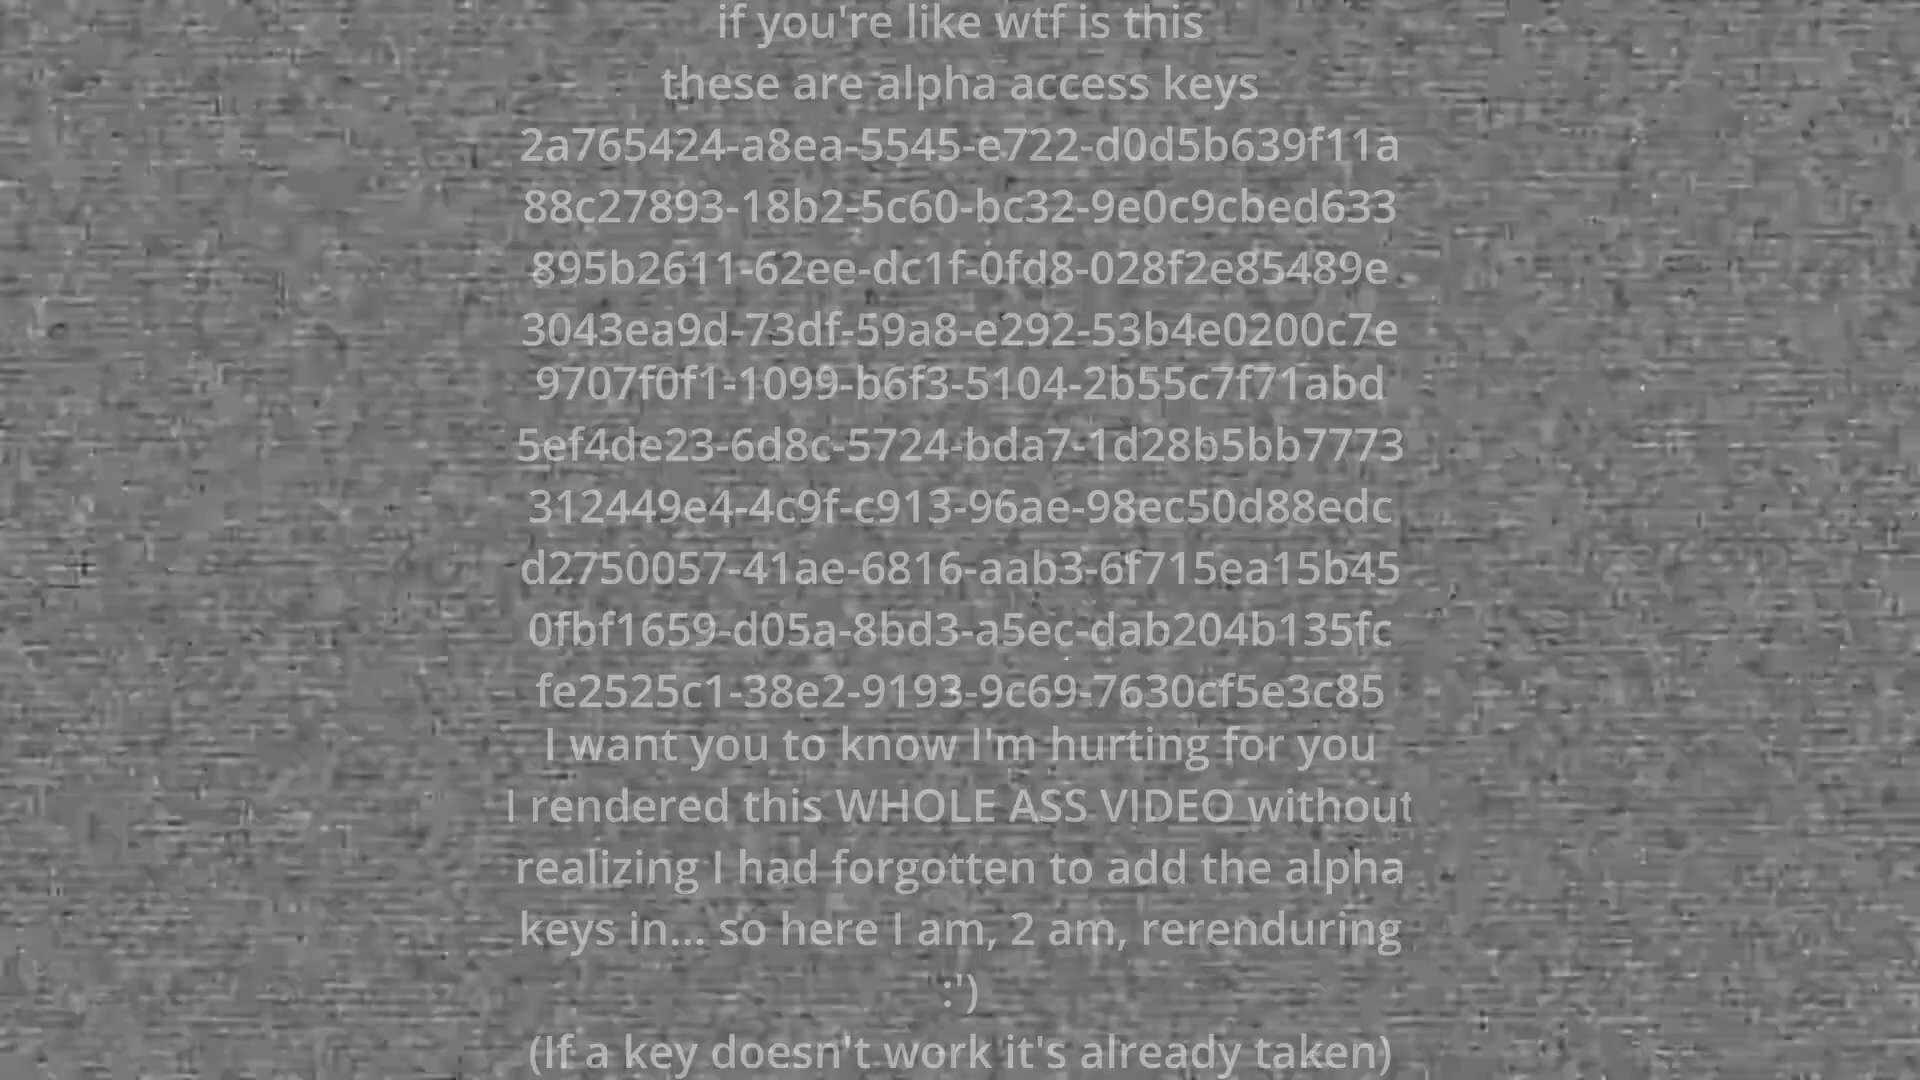 if you're like wtf is this
these are alpha access keys
2a765424-a8ea-5545-e722-d0d5b639f11a
88c27893-18b2-5c60-bc32-9e0c9cbed633
895b2611-62ee-dc1f-0fd8-028f2e85489e
3043ea9d-73df-59a8-e292-53b4e0200c7e
9707f0f1-1099-b6f3-5104-2b55c7f71abd
5ef4de23-6d8c-5724-bda7-1d28b5bb7773
312449e4-4c9f-c913-96ae-98ec50d88edc
d2750057-41ae-6816-aab3-6f715ea15b45
0fbf1659-d05a-8bd3-a5ec-dab204b135fc
fe2525c1-38e2-9193-9c69-7630cf5e3c85
I want you to know I'm hurting for you
I rendered this WHOLE ASS VIDEO without
realizing I had forgotten to add the alpha
keys in... so here I am, 2 am, rerenduring
:')
(If a key doesn't work it's already taken)